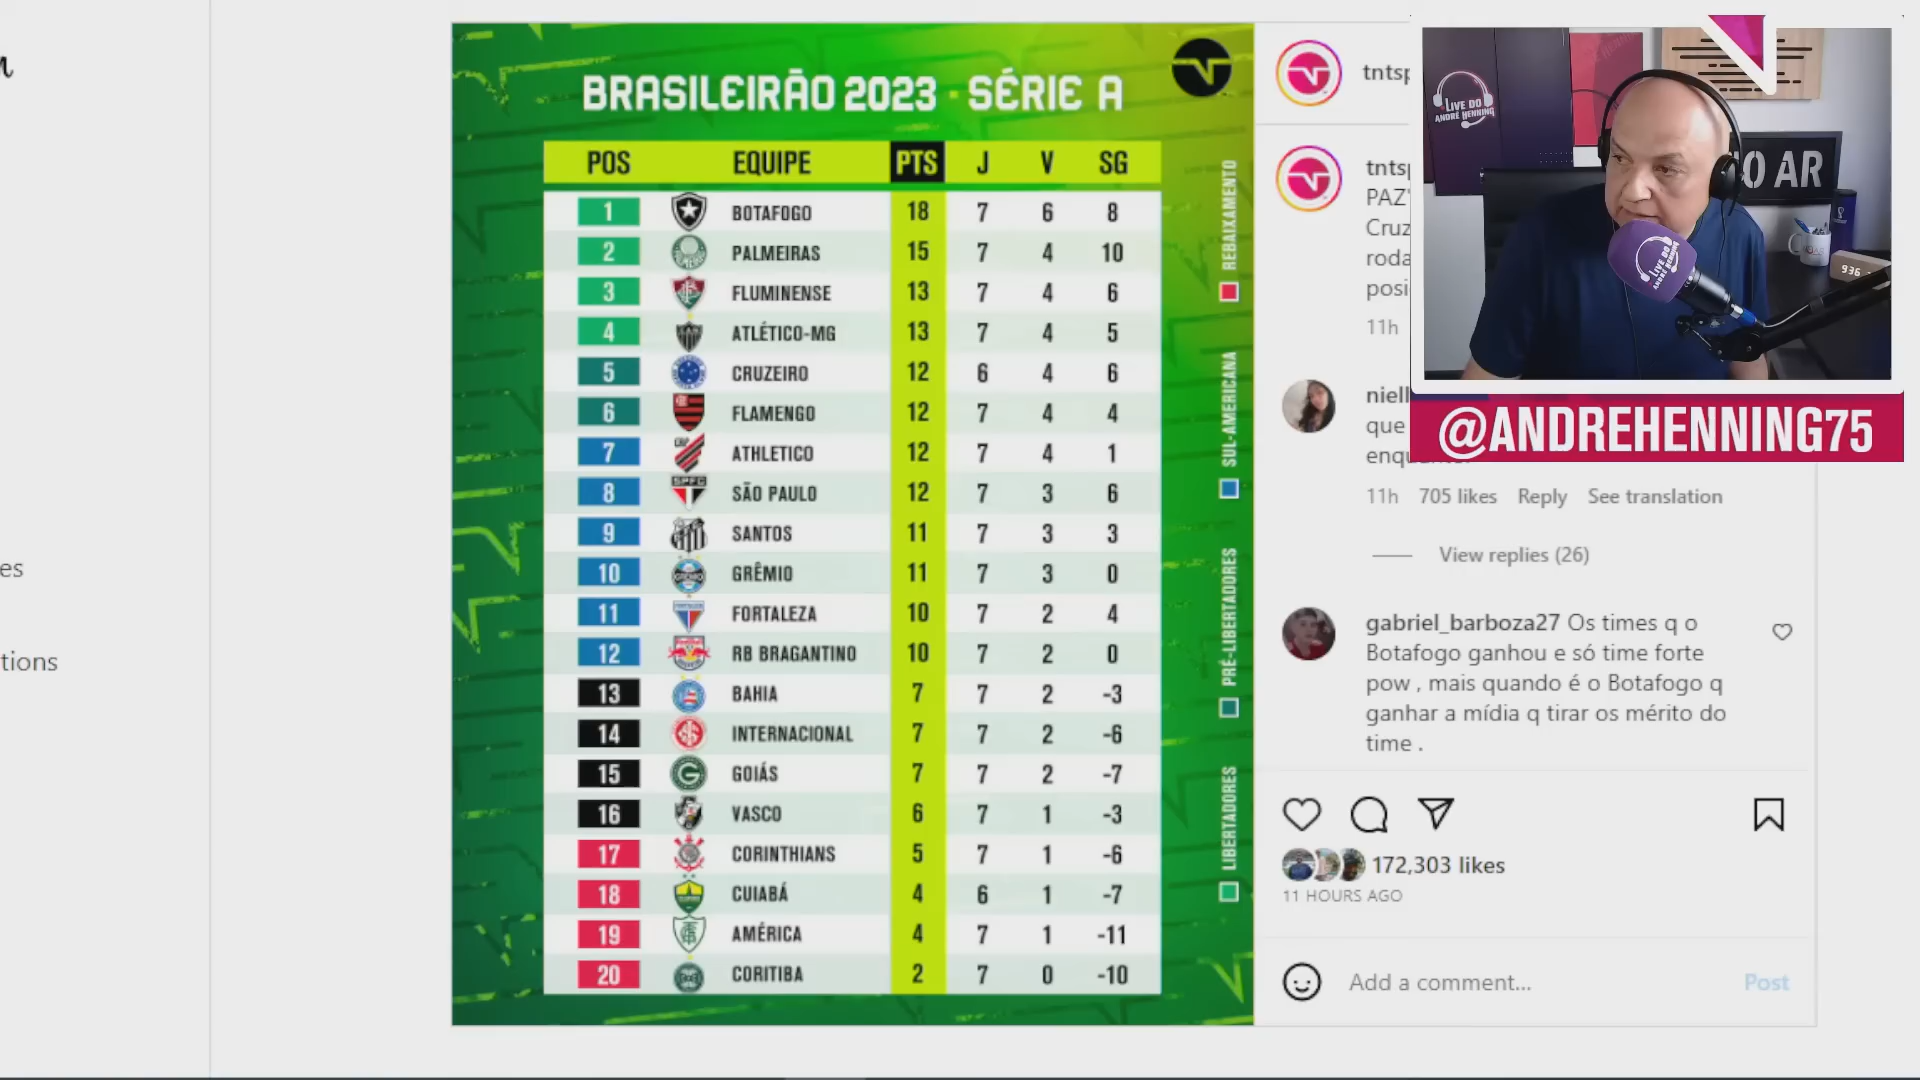 BRASILEIRÃO 2023 · SÉRIE A
POS EQUIPE PTS J V SG
1 BOTAFOGO 18 7 6 8
2 PALMEIRAS 15 7 4 10
3 FLUMINENSE 13 7 4 6
4 ATLÉTICO-MG 13 7 4 5
5 CRUZEIRO 12 6 4 6
6 FLAMENGO 12 7 4 4
7 ATHLETICO 12 7 4 1
8 SÃO PAULO 12 7 3 6
9 SANTOS 11 7 3 3
10 GRÊMIO 11 7 3 0
11 FORTALEZA 10 7 2 4
12 RB BRAGANTINO 10 7 2 0
13 BAHIA 7 7 2 -3
14 INTERNACIONAL 7 7 2 -6
15 GOIÁS 7 7 2 -7
16 VASCO 6 7 1 -3
17 CORINTHIANS 5 7 1 -6
18 CUIABÁ 4 6 1 -7
19 AMÉRICA 4 7 1 -11
20 CORITIBA 2 7 0 -10
LIBERTADORES
PRÉ-LIBERTADORES
SUL-AMERICANA
REBAIXAMENTO
es
tions
tntsp
tntsp
PAZ'
Cruz
roda
posi
11h
niell
que
11h 705 likes Reply See translation
View replies (26)
gabriel_barboza27 Os times q o
Botafogo ganhou e só time forte
pow , mais quando é o Botafogo q
ganhar a mídia q tirar os mérito do
time .
172,303 likes
11 HOURS AGO
Add a comment... Post
LIVE DO
ANDRÉ HENNING
O AR
LIVE DO
936
@ANDREHENNING75